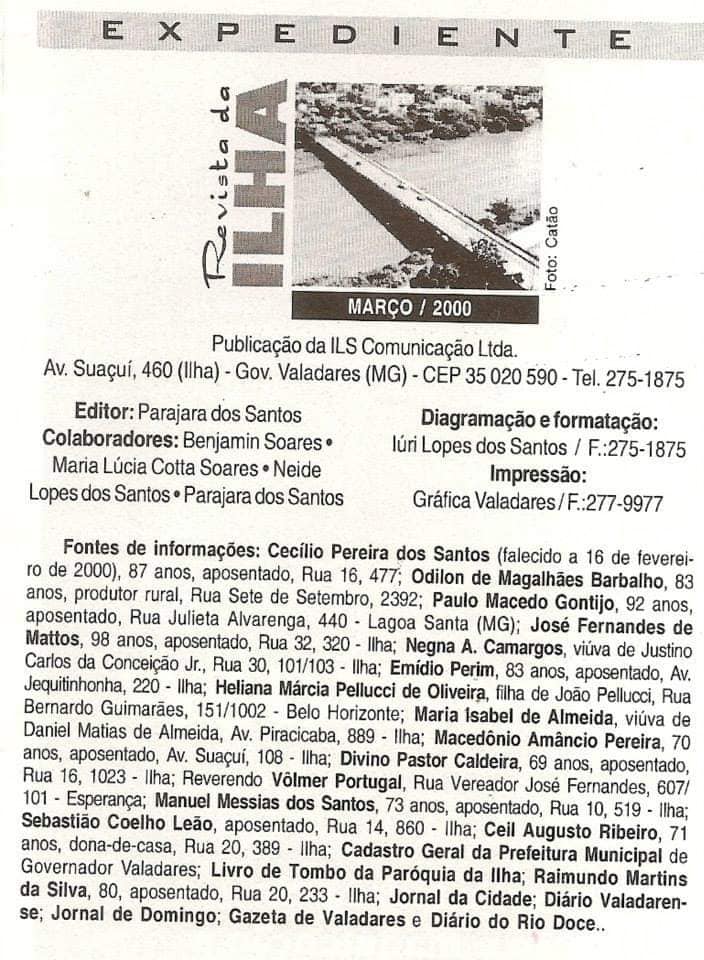 EXPEDIENTE
Revista da
ILHA
Foto: Catão
MARÇO / 2000
Publicação da ILS Comunicação Ltda.
Av. Suaçuí, 460 (Ilha) - Gov. Valadares (MG) - CEP 35 020 590 - Tel. 275-1875
Editor: Parajara dos Santos
Colaboradores: Benjamin Soares •
Maria Lúcia Cotta Soares • Neide
Lopes dos Santos • Parajara dos Santos
Diagramação e formatação:
Iúri Lopes dos Santos / F.:275-1875
Impressão:
Gráfica Valadares/ F.:277-9977
Fontes de informações: Cecílio Pereira dos Santos (falecido a 16 de feverei-
ro de 2000), 87 anos, aposentado, Rua 16, 477; Odilon de Magalhães Barbalho, 83
anos, produtor rural, Rua Sete de Setembro, 2392; Paulo Macedo Gontijo, 92 anos,
aposentado, Rua Julieta Alvarenga, 440 - Lagoa Santa (MG); José Fernandes de
Mattos, 98 anos, aposentado, Rua 32, 320 - Ilha; Negna A. Camargos, viúva de Justino
Carlos da Conceição Jr., Rua 30, 101/103 - Ilha; Emídio Perim, 83 anos, aposentado, Av.
Jequitinhonha, 220 - Ilha; Heliana Márcia Pellucci de Oliveira, filha de João Pellucci, Rua
Bernardo Guimarães, 151/1002 - Belo Horizonte; Maria Isabel de Almeida, viúva de
Daniel Matias de Almeida, Av. Piracicaba, 889 - Ilha; Macedônio Amâncio Pereira, 70
anos, aposentado, Av. Suaçuí, 108 - Ilha; Divino Pastor Caldeira, 69 anos, aposentado,
Rua 16, 1023 - Ilha; Reverendo Vôlmer Portugal, Rua Vereador José Fernandes, 607/
101 - Esperança; Manuel Messias dos Santos, 73 anos, aposentado, Rua 10, 519 - Ilha;
Sebastião Coelho Leão, aposentado, Rua 14, 860 - Ilha; Ceil Augusto Ribeiro, 71
anos, dona-de-casa, Rua 20, 389 - Ilha; Cadastro Geral da Prefeitura Municipal de
Governador Valadares; Livro de Tombo da Paróquia da Ilha; Raimundo Martins
da Silva, 80, aposentado, Rua 20, 233 - Ilha; Jornal da Cidade; Diário Valadaren-
se; Jornal de Domingo; Gazeta de Valadares e Diário do Rio Doce..